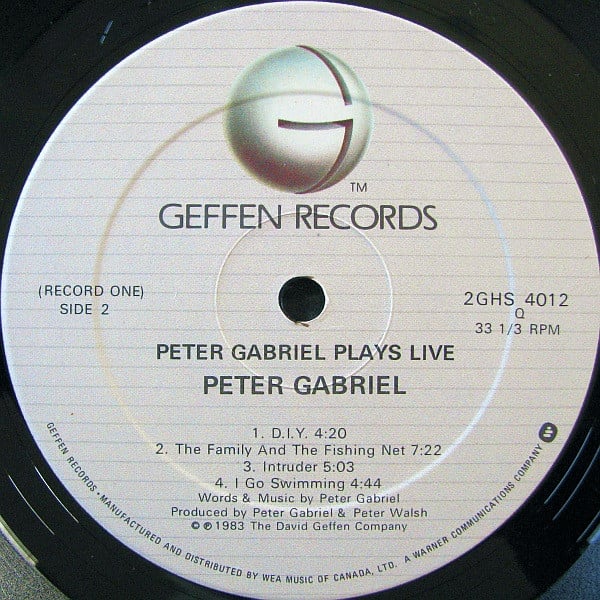 TM
GEFFEN RECORDS
(RECORD ONE)
SIDE 2
2GHS 4012
Q
33 1/3 RPM
PETER GABRIEL PLAYS LIVE
PETER GABRIEL
1. D.I.Y. 4:20
2. The Family And The Fishing Net 7:22
3. Intruder 5:03
4. I Go Swimming 4:44
Words & Music by Peter Gabriel
Produced by Peter Gabriel & Peter Walsh
© ℗ 1983 The David Geffen Company
GEFFEN RECORDS • MANUFACTURED AND DISTRIBUTED BY WEA MUSIC OF CANADA, LTD. A WARNER COMMUNICATIONS COMPANY